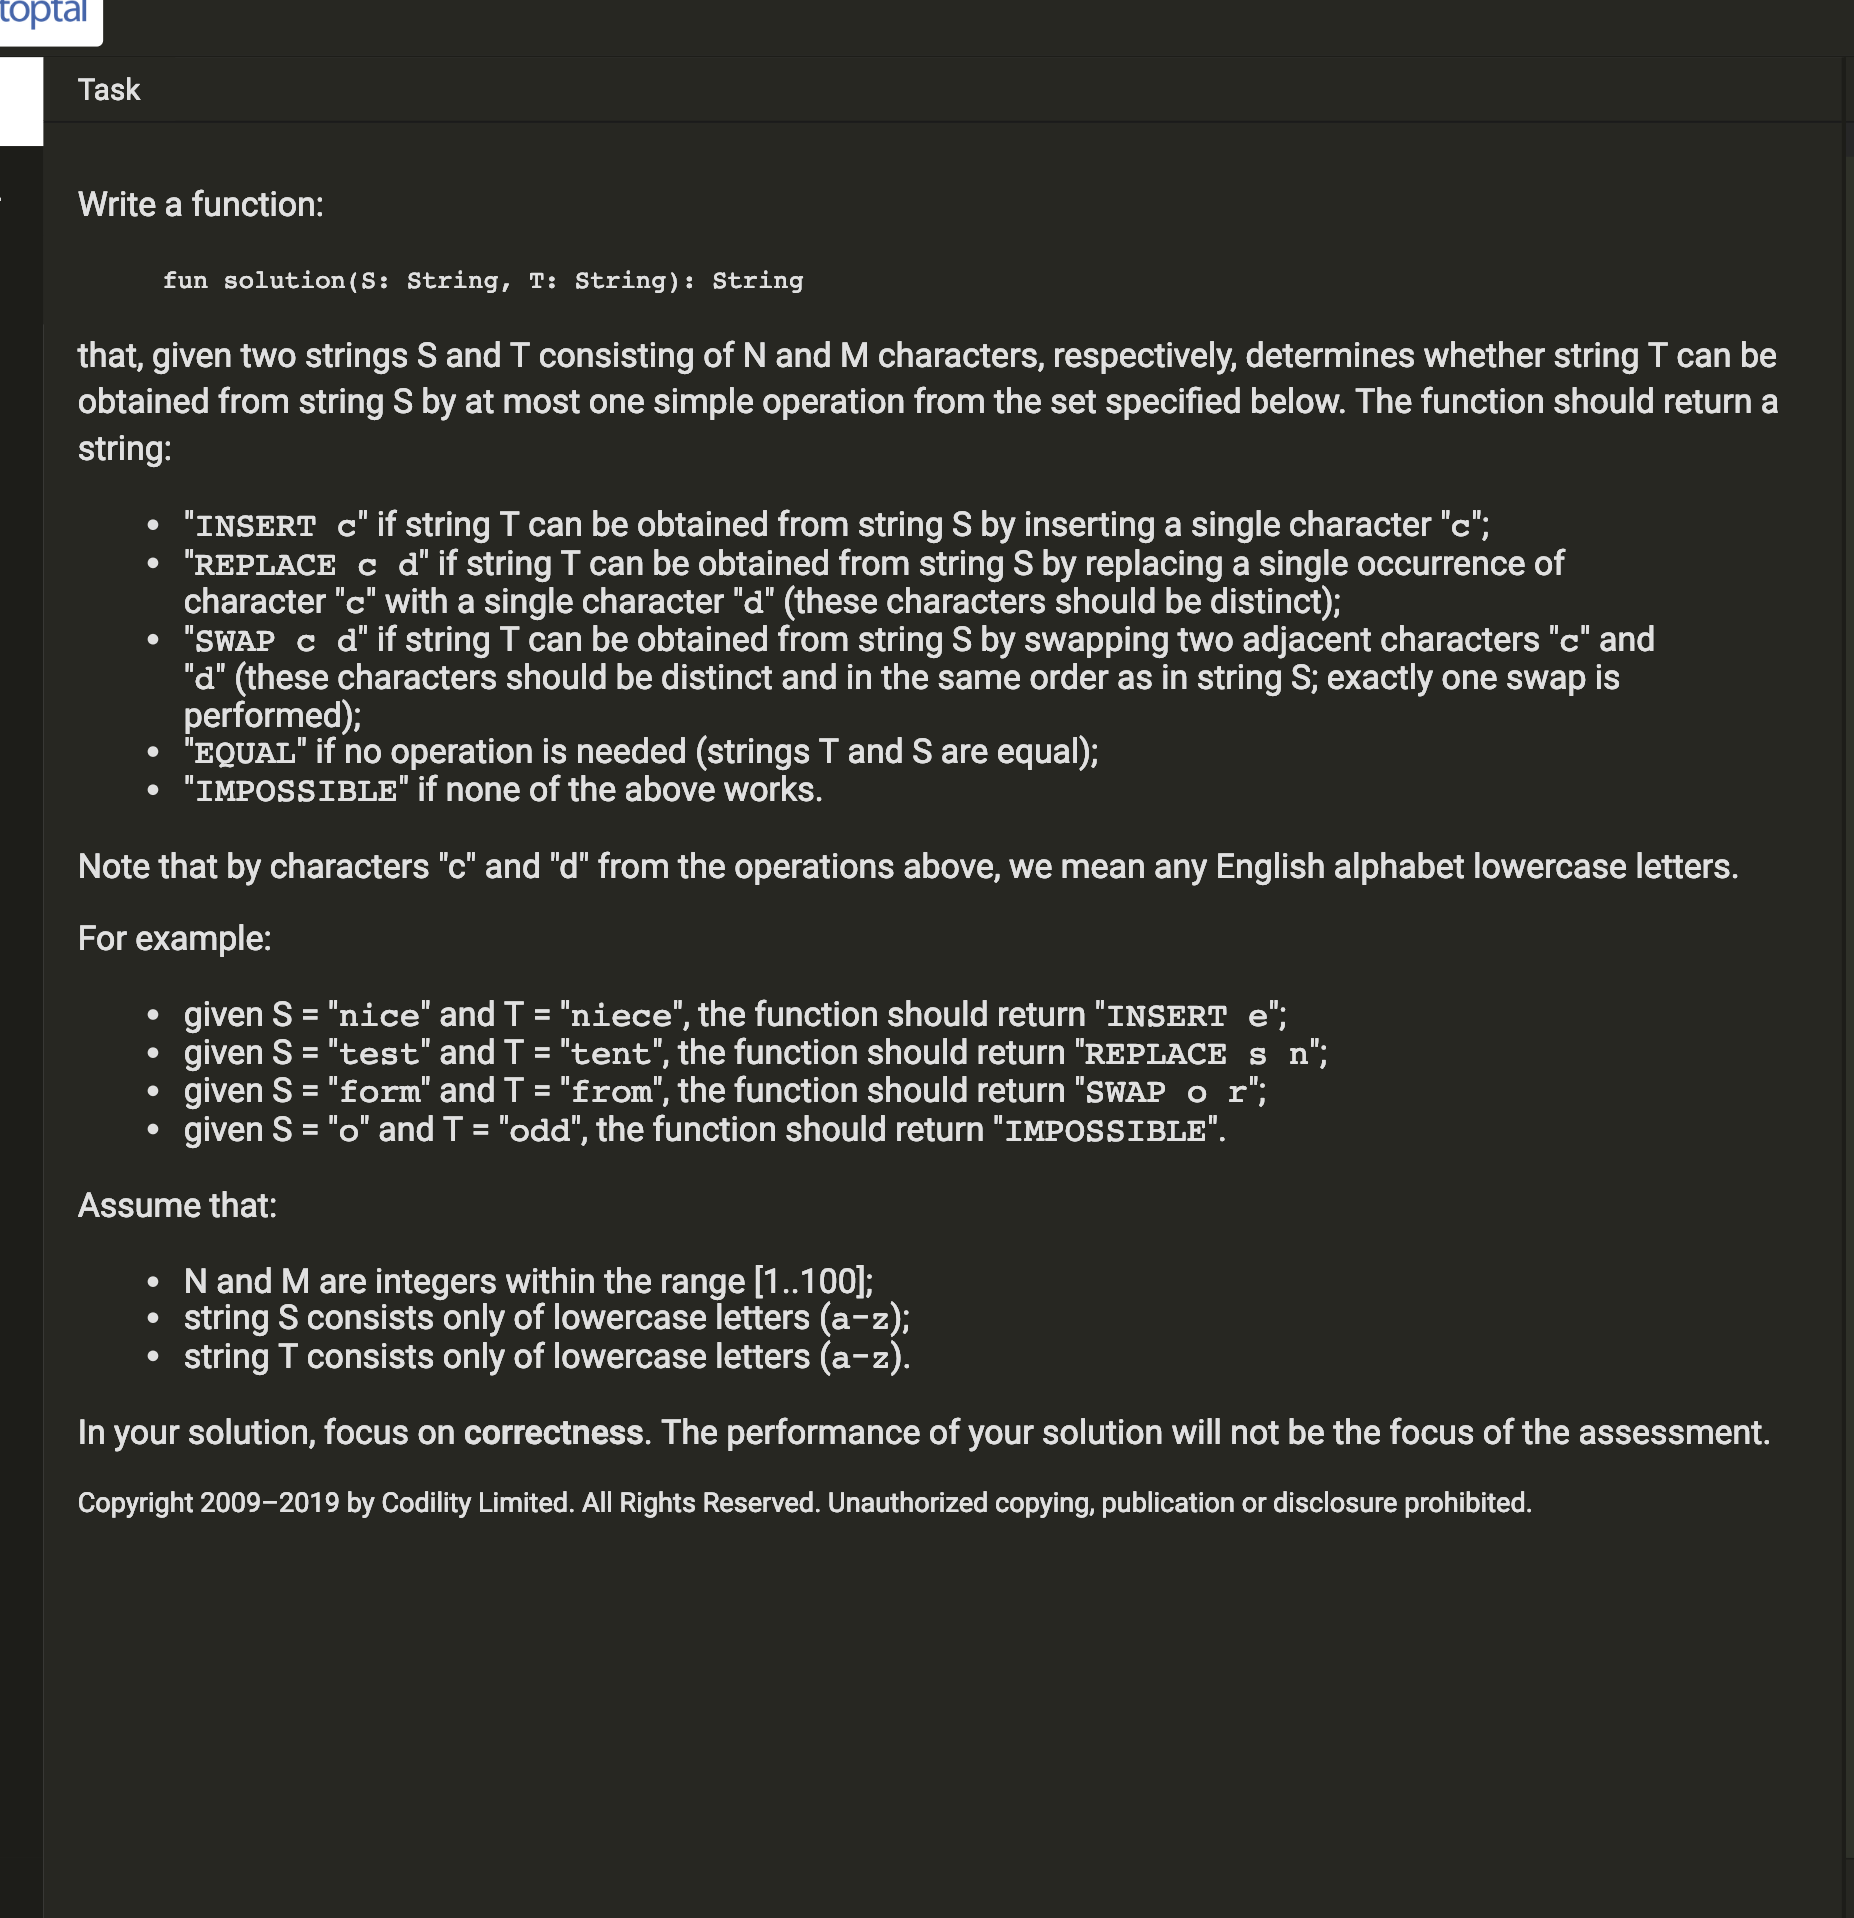 toptal
Task
Write a function:
fun solution(S: String, T: String): String
that, given two strings S and T consisting of N and M characters, respectively, determines whether string T can be
obtained from string S by at most one simple operation from the set specified below. The function should return a
string:
• "INSERT c" if string T can be obtained from string S by inserting a single character "c";
• "REPLACE c d" if string T can be obtained from string S by replacing a single occurrence of
character "c" with a single character "d" (these characters should be distinct);
• "SWAP c d" if string T can be obtained from string S by swapping two adjacent characters "c" and
"d" (these characters should be distinct and in the same order as in string S; exactly one swap is
performed);
• "EQUAL" if no operation is needed (strings T and S are equal);
• "IMPOSSIBLE" if none of the above works.
Note that by characters "c" and "d" from the operations above, we mean any English alphabet lowercase letters.
For example:
• given S = "nice" and T = "niece", the function should return "INSERT e";
• given S = "test" and T = "tent", the function should return "REPLACE s n";
• given S = "form" and T = "from", the function should return "SWAP o r";
• given S = "o" and T = "odd", the function should return "IMPOSSIBLE".
Assume that:
• N and M are integers within the range [1..100];
• string S consists only of lowercase letters (a-z);
• string T consists only of lowercase letters (a-z).
In your solution, focus on correctness. The performance of your solution will not be the focus of the assessment.
Copyright 2009–2019 by Codility Limited. All Rights Reserved. Unauthorized copying, publication or disclosure prohibited.